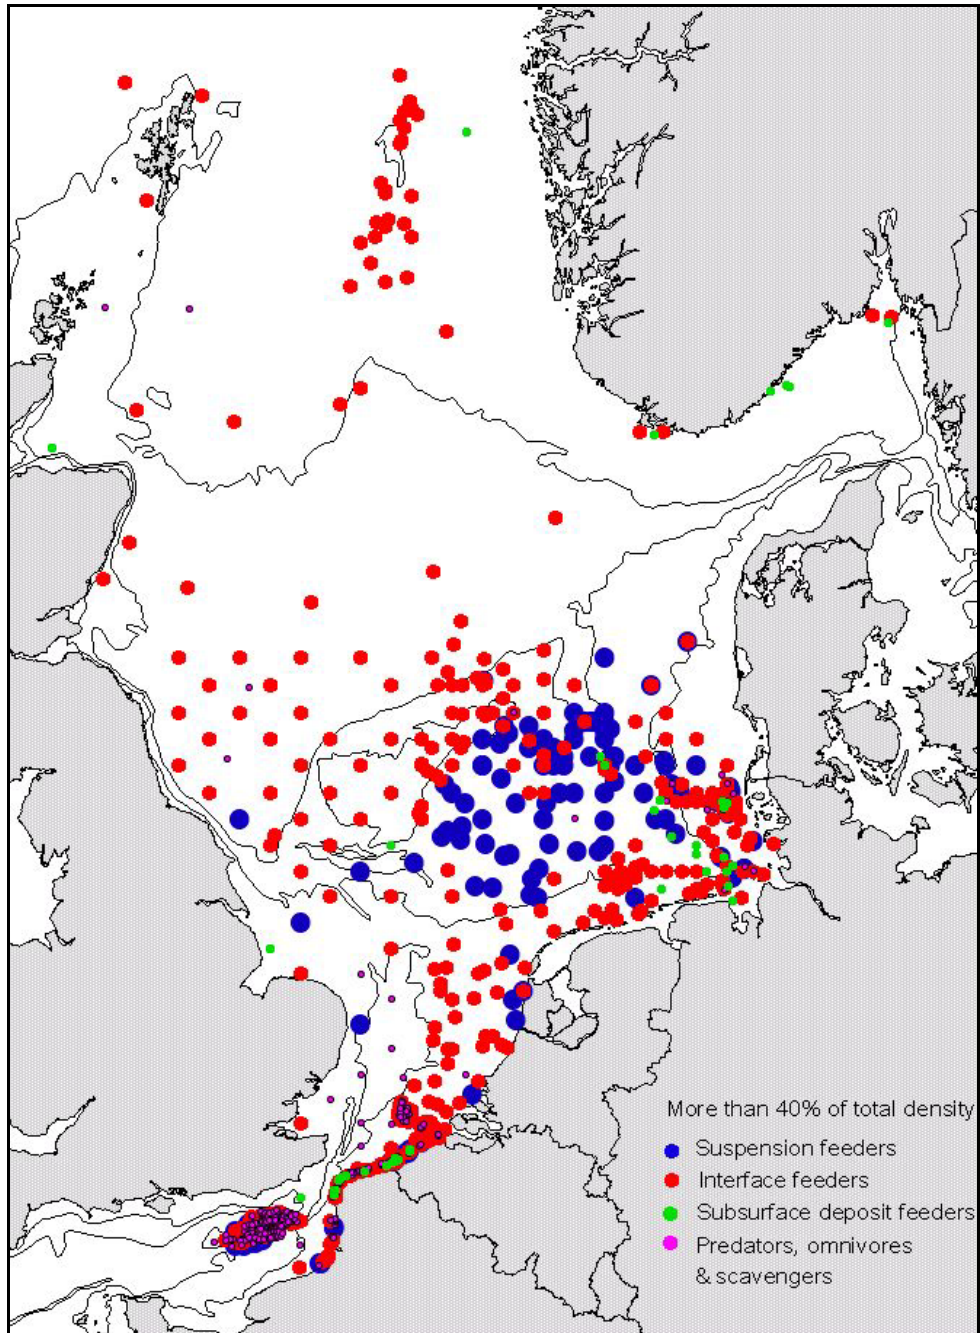 More than 40% of total density
Suspension feeders
Interface feeders
Subsurface deposit feeders
Predators, omnivores
& scavengers